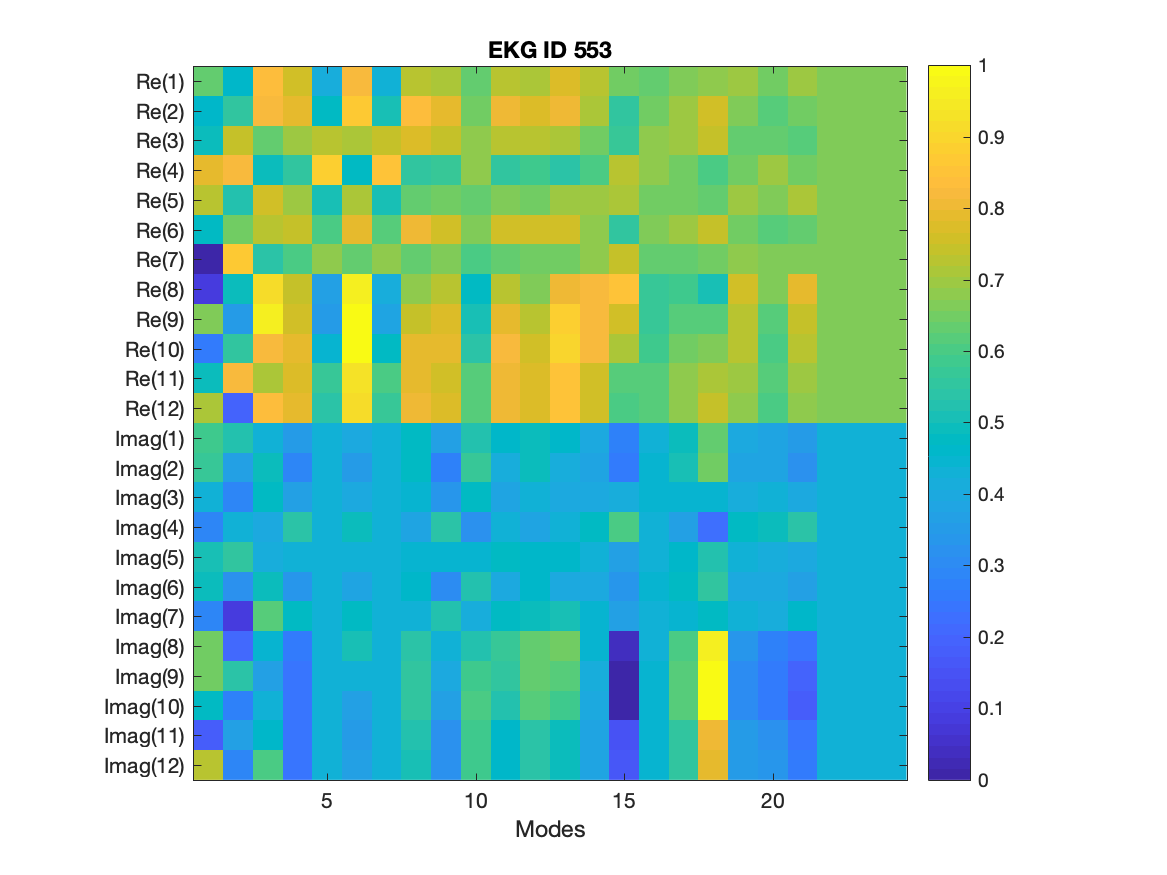 EKG ID 553
Re(1)
Re(2)
Re(3)
Re(4)
Re(5)
Re(6)
Re(7)
Re(8)
Re(9)
Re(10)
Re(11)
Re(12)
Imag(1)
Imag(2)
Imag(3)
Imag(4)
Imag(5)
Imag(6)
Imag(7)
Imag(8)
Imag(9)
Imag(10)
Imag(11)
Imag(12)
5 10 15 20
Modes
1
0.9
0.8
0.7
0.6
0.5
0.4
0.3
0.2
0.1
0